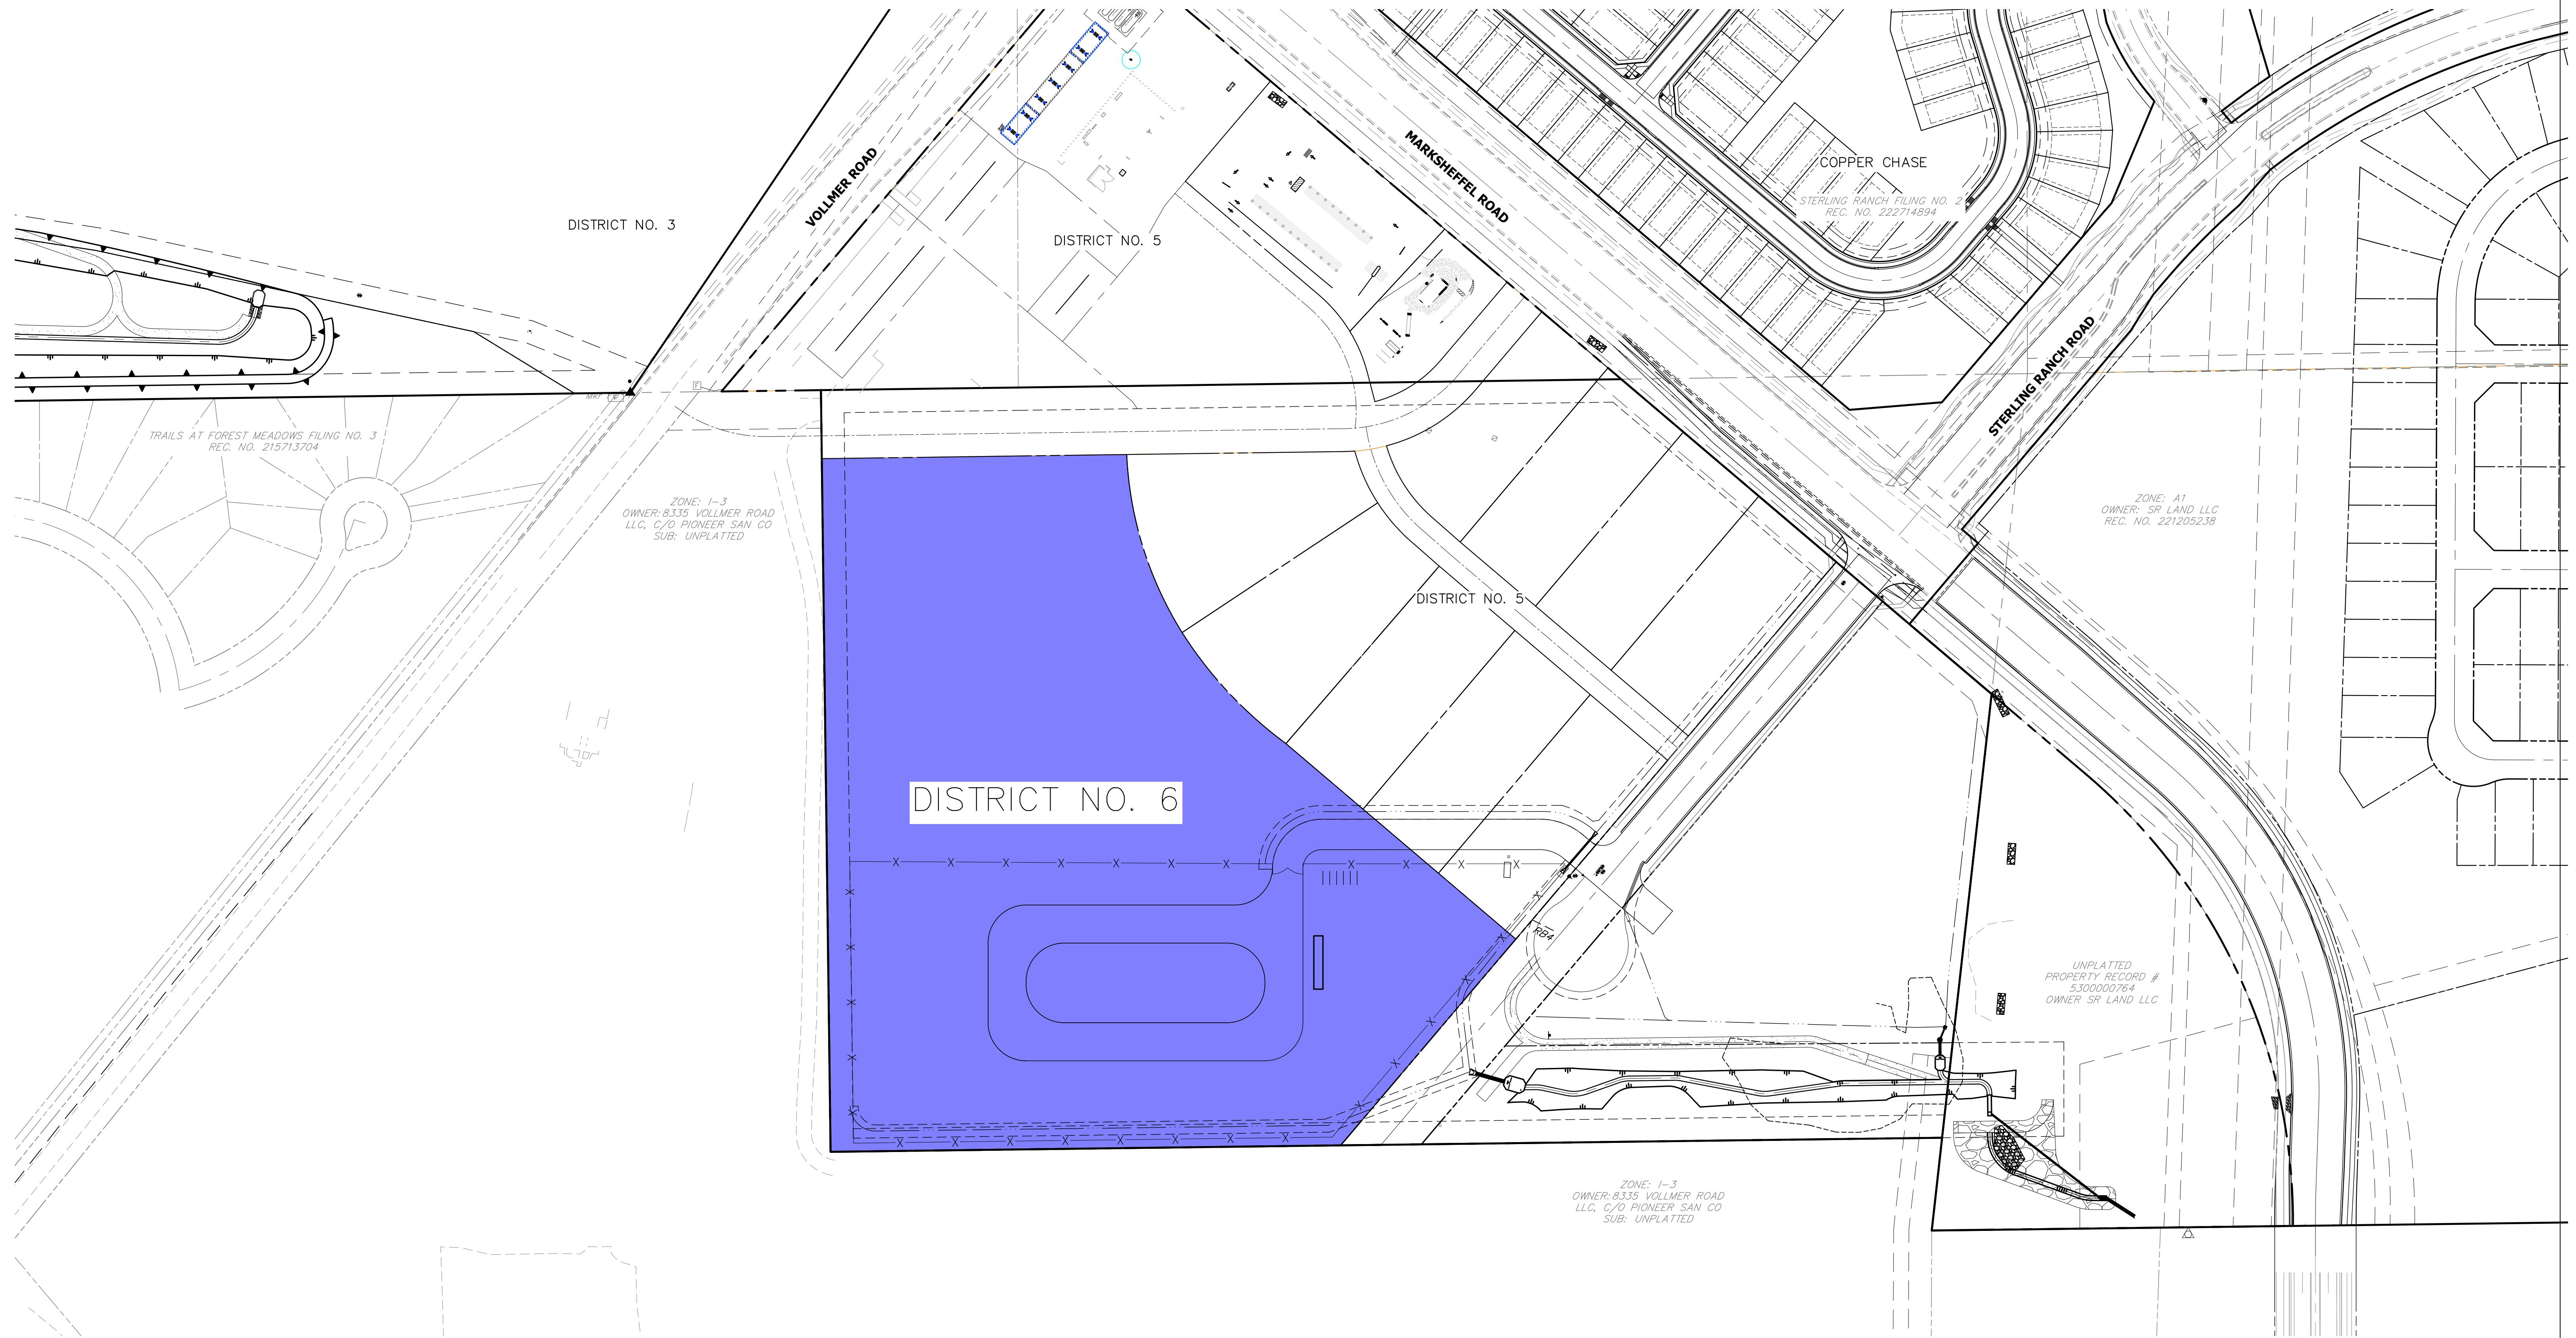 COPPER CHASE
STERLING RANCH FILING NO. 2
REC. NO. 222714894
MARKSHEFFEL ROAD
VOLLMER ROAD
DISTRICT NO. 3
DISTRICT NO. 5
STERLING RANCH ROAD
TRAILS AT FOREST MEADOWS FILING NO. 3
REC. NO. 215713704
ZONE: I-3
OWNER: 8335 VOLLMER ROAD
LLC, C/O PIONEER SAN CO
SUB: UNPLATTED
ZONE: A1
OWNER: SR LAND LLC
REC. NO. 221205238
DISTRICT NO. 5
DISTRICT NO. 6
RB4
UNPLATTED
PROPERTY RECORD #
5300000764
OWNER SR LAND LLC
ZONE: I-3
OWNER: 8335 VOLLMER ROAD
LLC, C/O PIONEER SAN CO
SUB: UNPLATTED